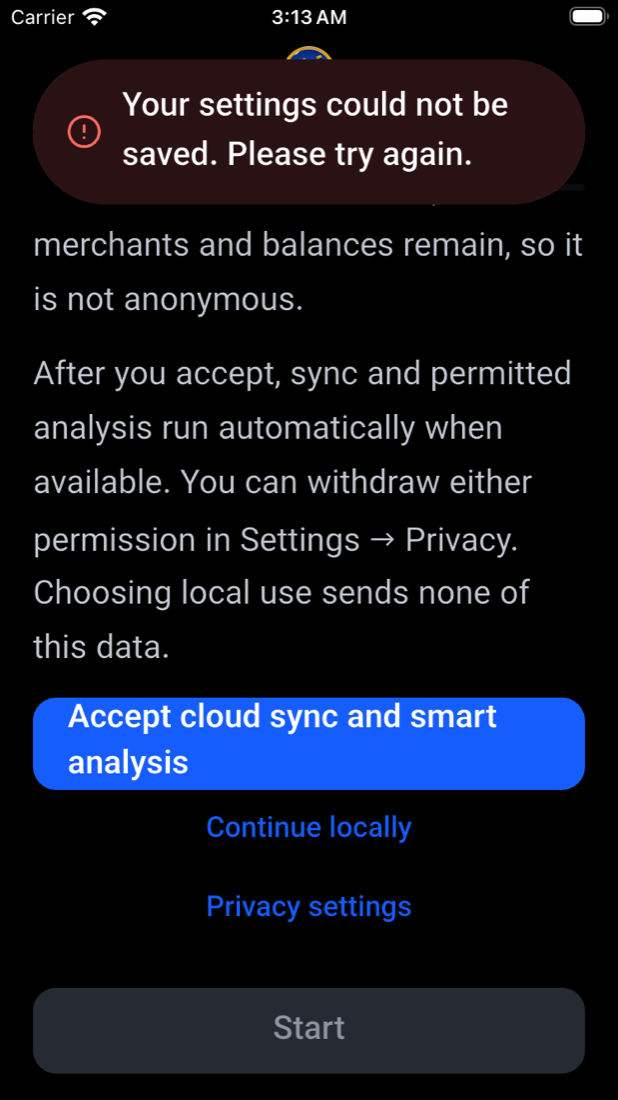 Carrier
3:13 AM
Your settings could not be
saved. Please try again.
merchants and balances remain, so it
is not anonymous.
After you accept, sync and permitted
analysis run automatically when
available. You can withdraw either
permission in Settings → Privacy.
Choosing local use sends none of
this data.
Accept cloud sync and smart
analysis
Continue locally
Privacy settings
Start